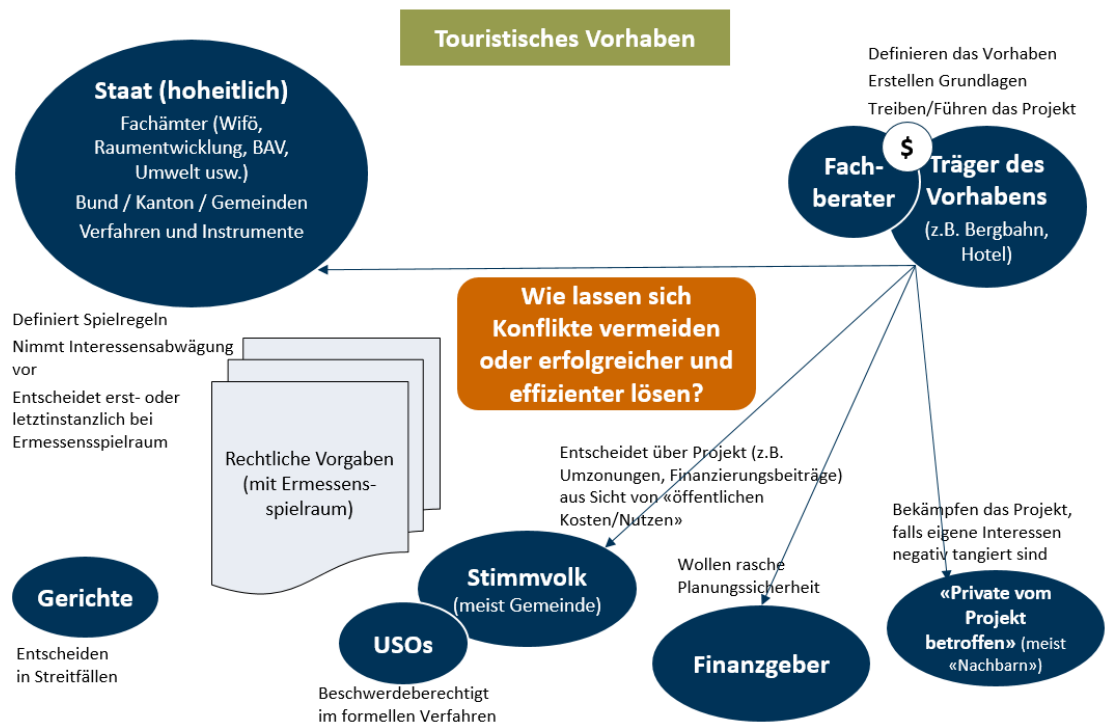 Touristisches Vorhaben
Staat (hoheitlich)
Fachämter (Wifö,
Raumentwicklung, BAV,
Umwelt usw.)
Bund / Kanton / Gemeinden
Verfahren und Instrumente
Definieren das Vorhaben
Erstellen Grundlagen
Treiben/Führen das Projekt
$
Fach-
berater
Träger des
Vorhabens
(z.B. Bergbahn,
Hotel)
Wie lassen sich
Konflikte vermeiden
oder erfolgreicher und
effizienter lösen?
Definiert Spielregeln
Nimmt Interessensabwägung
vor
Entscheidet erst- oder
letztinstanzlich bei
Ermessensspielraum
Rechtliche Vorgaben
(mit Ermessens-
spielraum)
Entscheidet über Projekt (z.B.
Umzonungen, Finanzierungsbeiträge)
aus Sicht von «öffentlichen
Kosten/Nutzen»
Bekämpfen das Projekt,
falls eigene Interessen
negativ tangiert sind
Wollen rasche
Planungssicherheit
Gerichte
Entscheiden
in Streitfällen
Stimmvolk
(meist Gemeinde)
USOs
Beschwerdeberechtigt
im formellen Verfahren
Finanzgeber
«Private vom
Projekt
betroffen» (meist
«Nachbarn»)